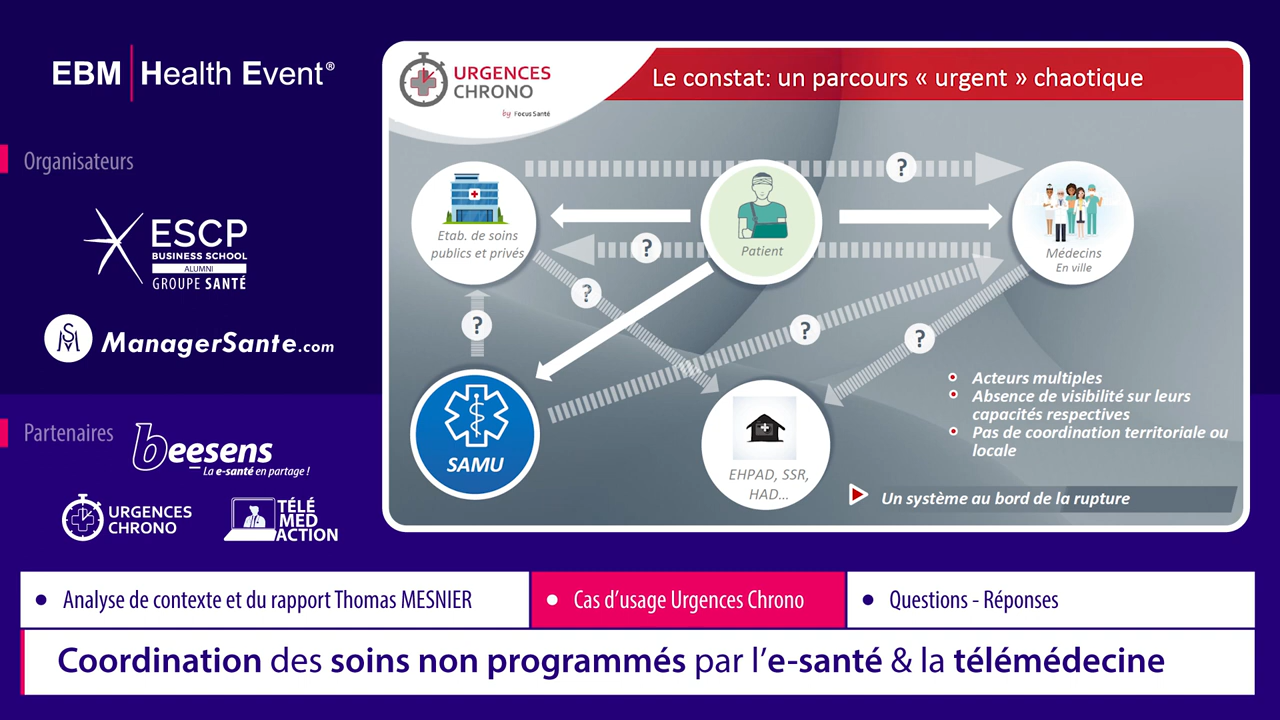 EBM | Health Event®
Organisateurs
ESCP
BUSINESS SCHOOL
ALUMNI
GROUPE SANTÉ
SM
ManagerSante.com
Partenaires
beesens
La e-santé en partage !
URGENCES
CHRONO
TÉLÉ
MED
ACTION
URGENCES
CHRONO
by Focus Santé
Le constat: un parcours « urgent » chaotique
?
Etab. de soins
publics et privés
Patient
Médecins
En ville
?
?
?
?
?
SAMU
EHPAD, SSR,
HAD...
Acteurs multiples
Absence de visibilité sur leurs
capacités respectives
Pas de coordination territoriale ou
locale
Un système au bord de la rupture
• Analyse de contexte et du rapport Thomas MESNIER
• Cas d’usage Urgences Chrono
• Questions - Réponses
Coordination des soins non programmés par l’e-santé & la télémédecine